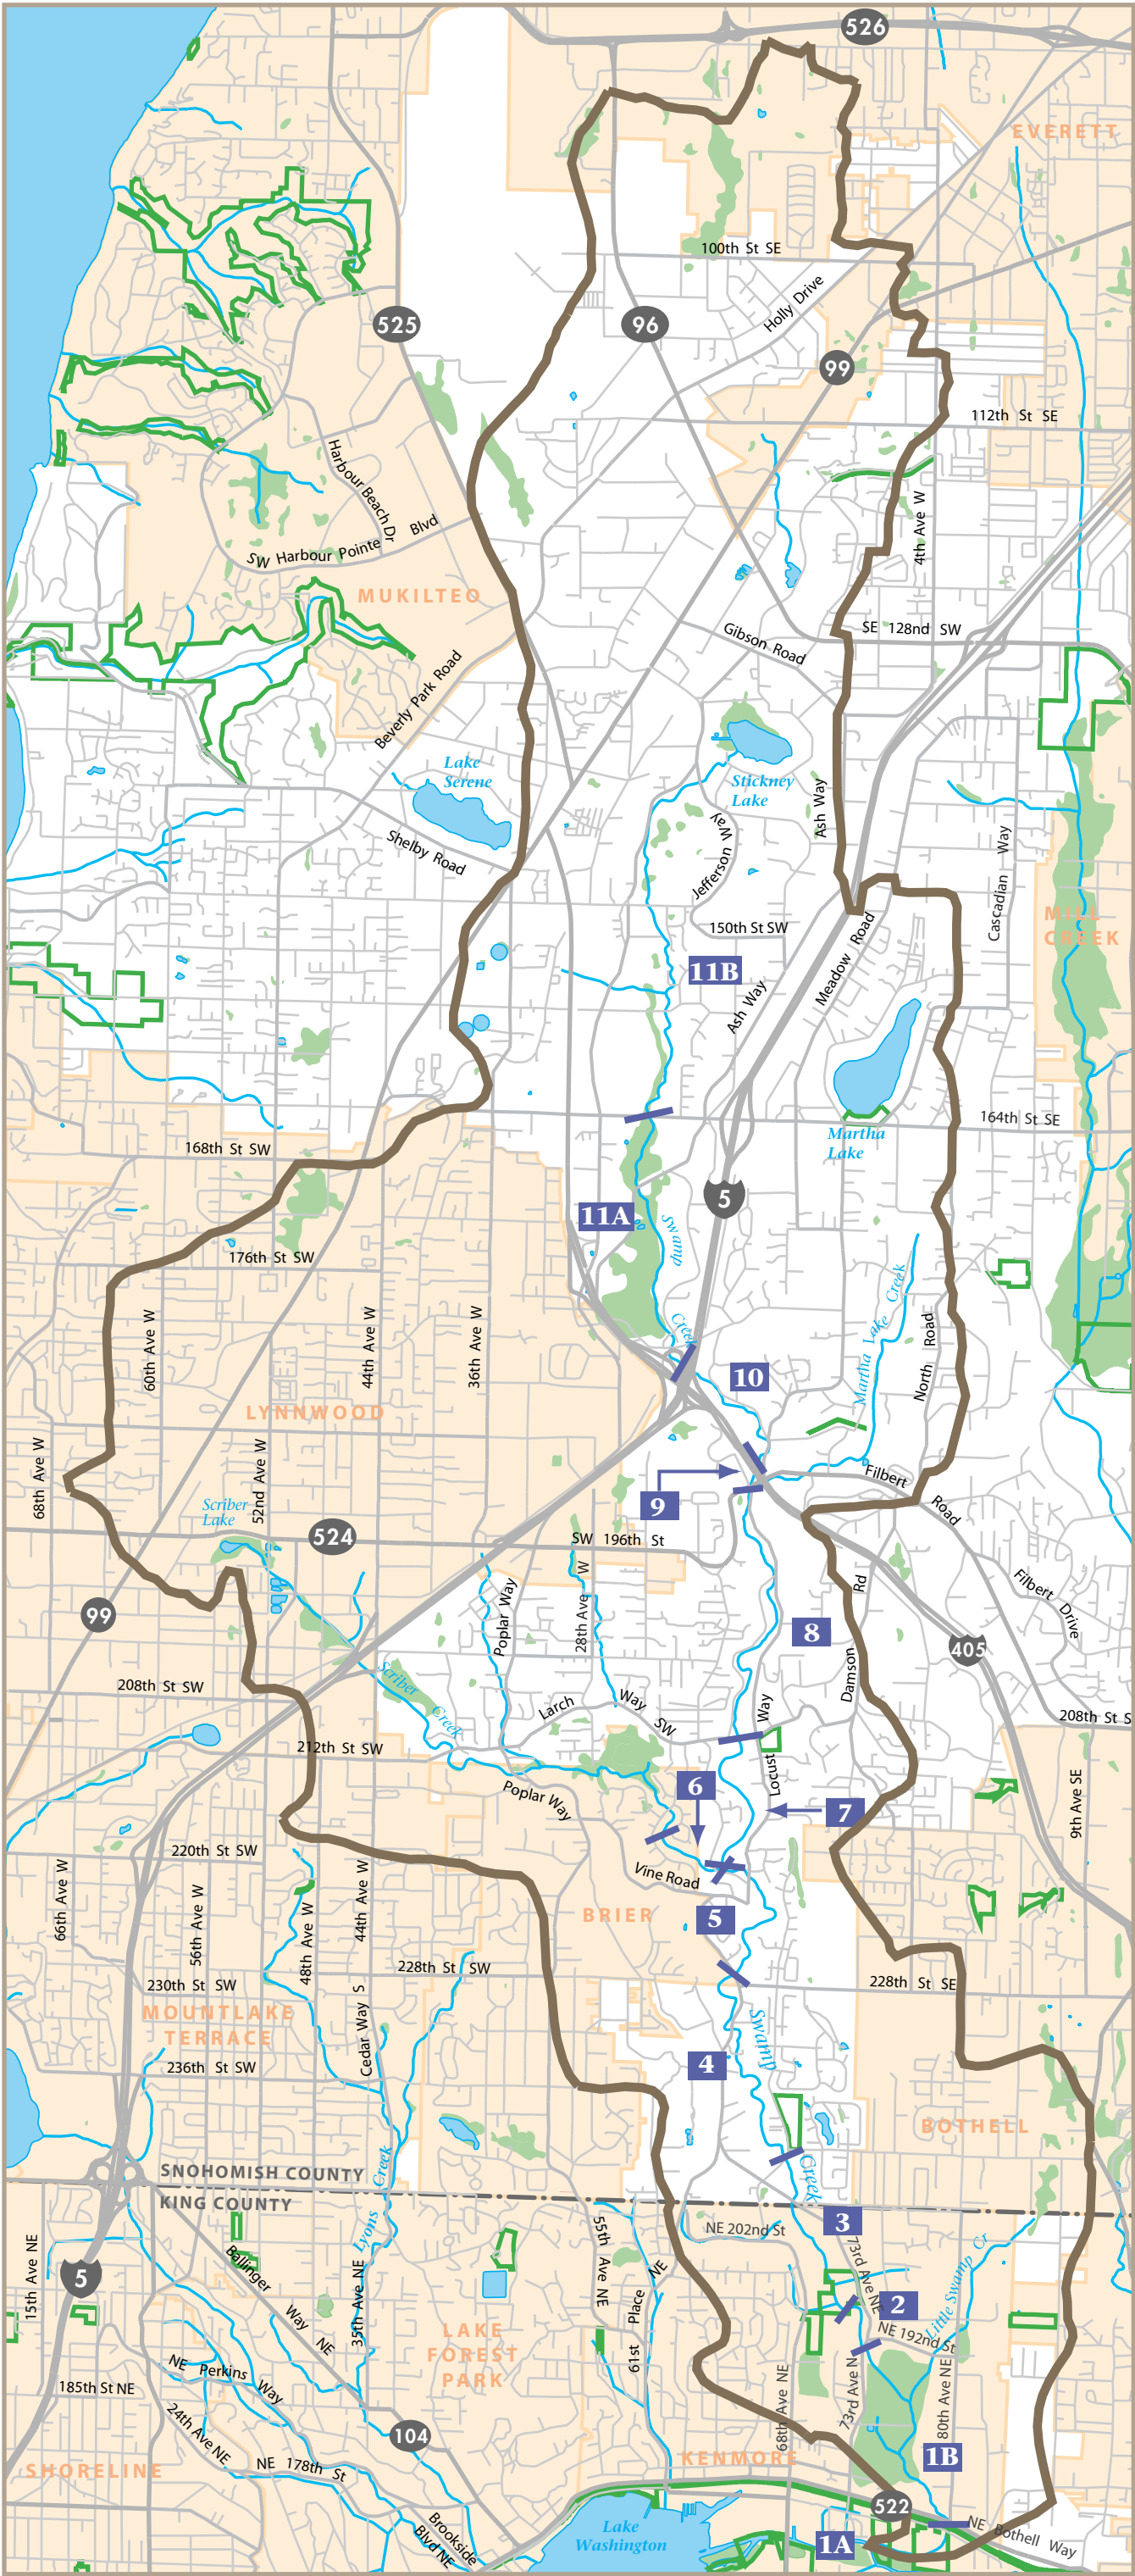 526
EVERETT
100th St SE
Holly Drive
525
96
99
112th St SE
Harbour Beach Dr
SW Harbour Pointe Blvd
4th Ave W
MUKILTEO
SE 128nd SW
Gibson Road
Beverly Park Road
Lake
Serene
Stickney
Lake
Ash Way
Jefferson Way
Shelby Road
Cascadian Way
MILL
CREEK
150th St SW
Meadow Road
11B
Ash Way
164th St SE
Martha
Lake
168th St SW
5
11A
Swamp
Creek
176th St SW
Martha Lake Creek
60th Ave W
44th Ave W
36th Ave W
North Road
10
LYNNWOOD
68th Ave W
52nd Ave W
Filbert Road
9
Scriber
Lake
524
SW 196th St
Filbert Drive
99
Poplar Way
28th Ave W
8
Rd
Damson
405
Scriber Creek
208th St SW
Larch Way SW
Locust Way
208th St S
212th St SW
Poplar Way
6
7
9th Ave SE
220th St SW
Vine Road
66th Ave W
56th Ave W
48th Ave W
44th Ave W
BRIER
5
228th St SW
228th St SE
230th St SW
MOUNTLAKE
TERRACE
Cedar Way S
Swamp
Creek
236th St SW
4
BOTHELL
SNOHOMISH COUNTY
KING COUNTY
Lyons Creek
3
NE 202nd St
73rd Ave NE
Little Swamp Cr
15th Ave NE
5
Ballinger Way NE
35th Ave NE
55th Ave NE
61st Place NE
2
NE 192nd St
LAKE
FOREST
PARK
NE Perkins Way
185th St NE
68th Ave NE
73rd Ave N
80th Ave NE
24th Ave NE
104
KENMORE
1B
SHORELINE
NE 178th St
522
Brookside
Blvd NE
Lake
Washington
1A
NE Bothell Way